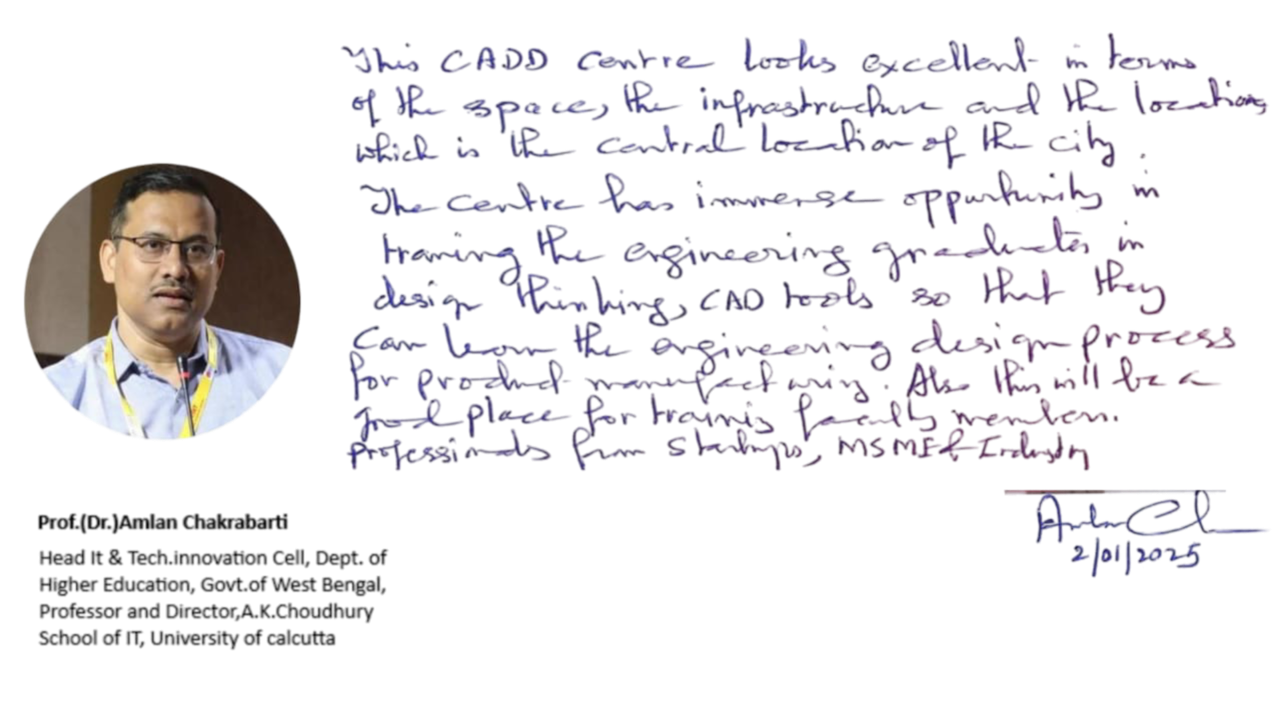 This CADD Centre looks excellent in terms
of the space, the infrastructure and the location,
which is the central location of the city.
The centre has immense opportunity in
training the engineering graduates in
design thinking, CAD tools so that they
can learn the engineering design process
for product manufacturing. Also this will be a
good place for training faculty members.
professionals from Startups, MSME & Industry
Amlan Ch
2/01/2025
Prof.(Dr.)Amlan Chakrabarti
Head It & Tech.innovation Cell, Dept. of
Higher Education, Govt.of West Bengal,
Professor and Director,A.K.Choudhury
School of IT, University of calcutta